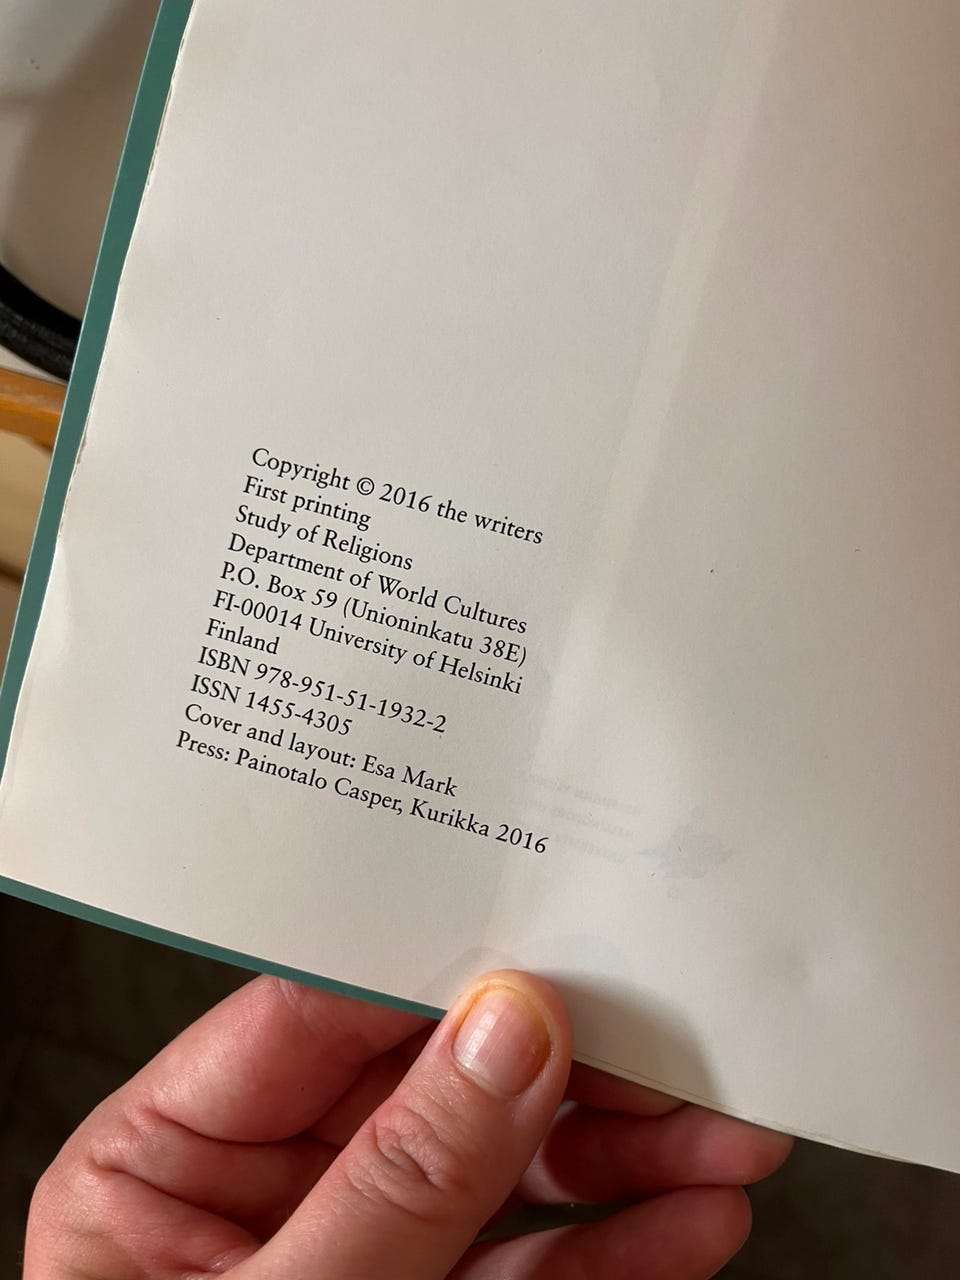 Copyright © 2016 the writers
First printing
Study of Religions
Department of World Cultures
P.O. Box 59 (Unioninkatu 38E)
FI-00014 University of Helsinki
Finland
ISBN 978-951-51-1932-2
ISSN 1455-4305
Cover and layout: Esa Mark
Press: Painotalo Casper, Kurikka 2016